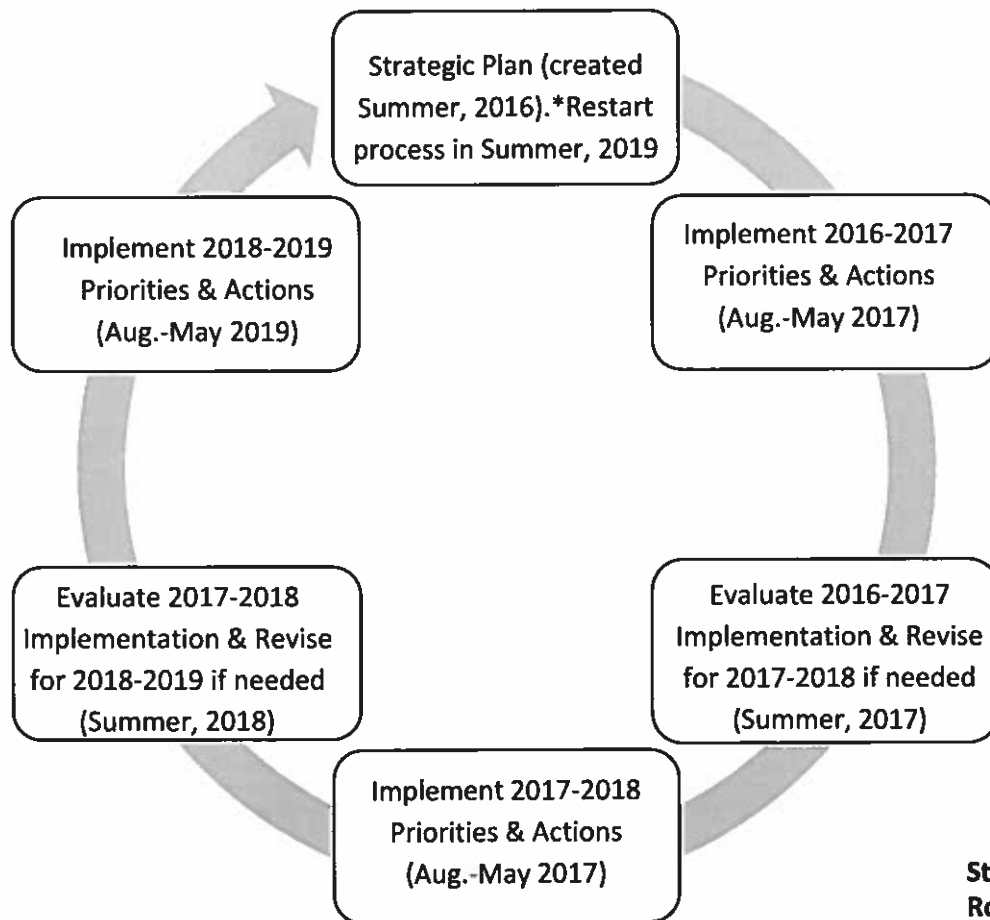 Strategic Plan (created
Summer, 2016).*Restart
process in Summer, 2019
Implement 2016-2017
Priorities & Actions
(Aug.-May 2017)
Evaluate 2016-2017
Implementation & Revise
for 2017-2018 if needed
(Summer, 2017)
Implement 2017-2018
Priorities & Actions
(Aug.-May 2017)
Evaluate 2017-2018
Implementation & Revise
for 2018-2019 if needed
(Summer, 2018)
Implement 2018-2019
Priorities & Actions
(Aug.-May 2019)